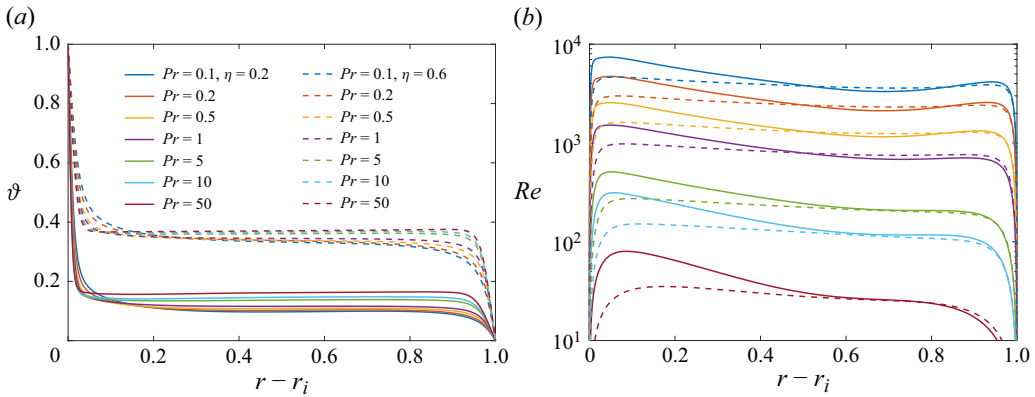 (a)
1.0
0.8
0.6
ϑ
0.4
0.2
0
0.2
0.4
0.6
0.8
1.0
r – r_i
Pr = 0.1, η = 0.2
Pr = 0.2
Pr = 0.5
Pr = 1
Pr = 5
Pr = 10
Pr = 50
Pr = 0.1, η = 0.6
Pr = 0.2
Pr = 0.5
Pr = 1
Pr = 5
Pr = 10
Pr = 50
(b)
10^4
10^3
Re
10^2
10^1
0
0.2
0.4
0.6
0.8
1.0
r – r_i